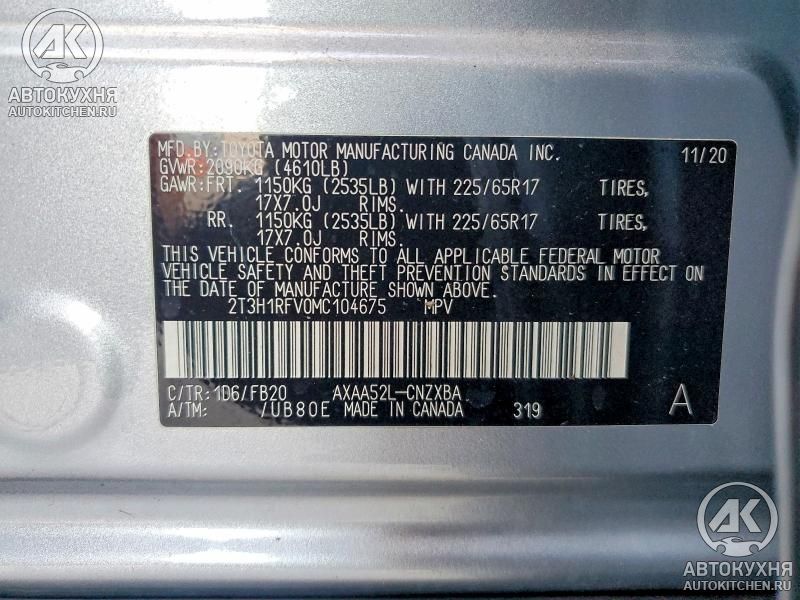 АК
АВТОКУХНЯ
AUTOKITCHEN.RU
MFD. BY: TOYOTA MOTOR MANUFACTURING CANADA INC. 11/20
GVWR: 2090KG (4610LB)
GAWR: FRT. 1150KG (2535LB) WITH 225/65R17 TIRES,
17X7.0J RIMS.
RR. 1150KG (2535LB) WITH 225/65R17 TIRES,
17X7.0J RIMS.
THIS VEHICLE CONFORMS TO ALL APPLICABLE FEDERAL MOTOR
VEHICLE SAFETY AND THEFT PREVENTION STANDARDS IN EFFECT ON
THE DATE OF MANUFACTURE SHOWN ABOVE.
2T3H1RFV0MC104675 MPV
C/TR: 1D6/FB20 AXAA52L-CNZXBA
A/TM: /UB80E MADE IN CANADA 319 A
АК
АВТОКУХНЯ
AUTOKITCHEN.RU